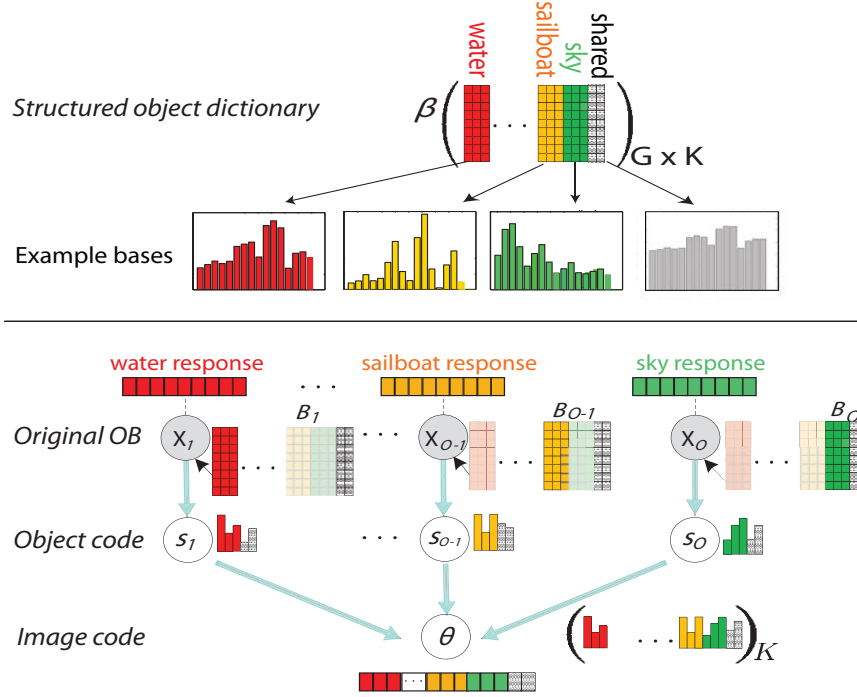 water
sailboat
sky
shared
Structured object dictionary
β
. . .
G x K
Example bases
water response
sailboat response
sky response
. . .
Original OB
X1
B1
. . .
. . .
XO-1
BO-1
. . .
XO
BO
. . .
Object code
s1
. . .
sO-1
sO
Image code
θ
. . .
K
...